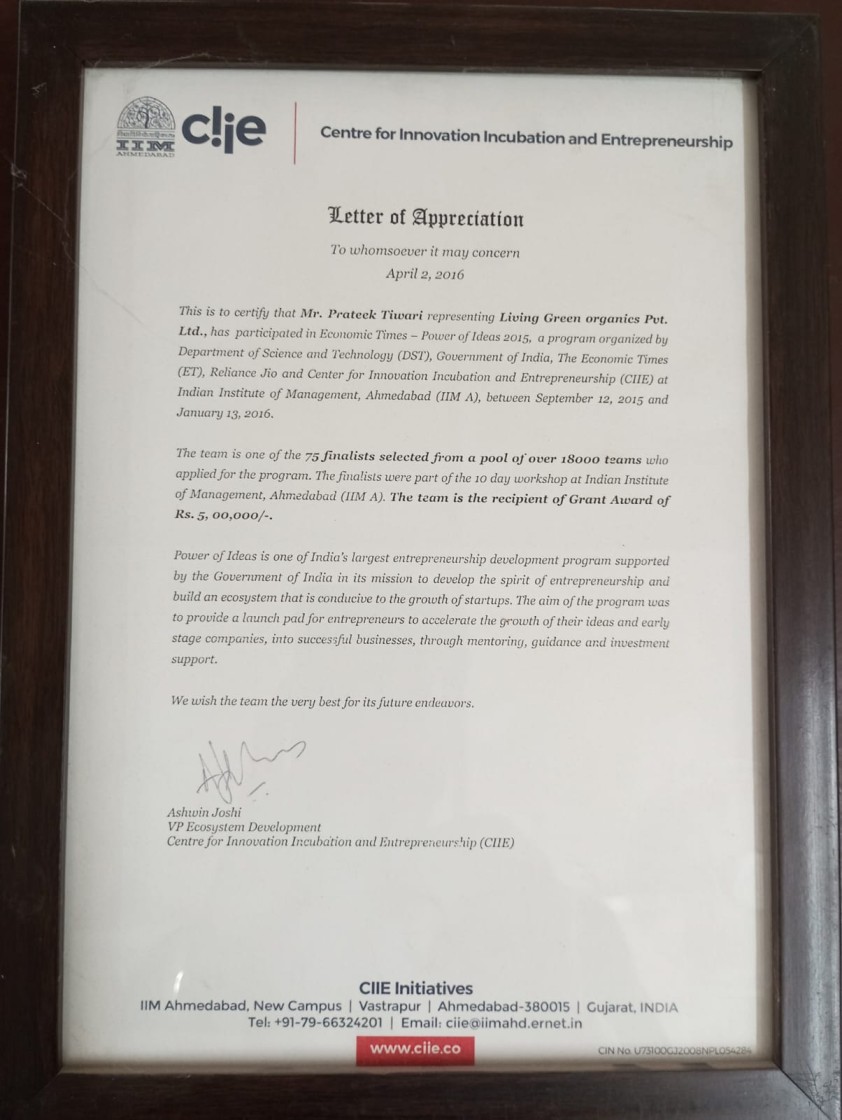 IIM
AHMEDABAD
c!ie
Centre for Innovation Incubation and Entrepreneurship
Letter of Appreciation
To whomsoever it may concern
April 2, 2016
This is to certify that Mr. Prateek Tiwari representing Living Green organics Pvt.
Ltd., has participated in Economic Times – Power of Ideas 2015, a program organized by
Department of Science and Technology (DST), Government of India, The Economic Times
(ET), Reliance Jio and Center for Innovation Incubation and Entrepreneurship (CIIE) at
Indian Institute of Management, Ahmedabad (IIM A), between September 12, 2015 and
January 13, 2016.
The team is one of the 75 finalists selected from a pool of over 18000 teams who
applied for the program. The finalists were part of the 10 day workshop at Indian Institute
of Management, Ahmedabad (IIM A). The team is the recipient of Grant Award of
Rs. 5, 00,000/-.
Power of Ideas is one of India's largest entrepreneurship development program supported
by the Government of India in its mission to develop the spirit of entrepreneurship and
build an ecosystem that is conducive to the growth of startups. The aim of the program was
to provide a launch pad for entrepreneurs to accelerate the growth of their ideas and early
stage companies, into successful businesses, through mentoring, guidance and investment
support.
We wish the team the very best for its future endeavors.
Ashwin Joshi
VP Ecosystem Development
Centre for Innovation Incubation and Entrepreneurship (CIIE)
CIIE Initiatives
IIM Ahmedabad, New Campus | Vastrapur | Ahmedabad-380015 | Gujarat, INDIA
Tel: +91-79-66324201 | Email: ciie@iimahd.ernet.in
www.ciie.co
CIN No. U73100GJ2008NPL054284